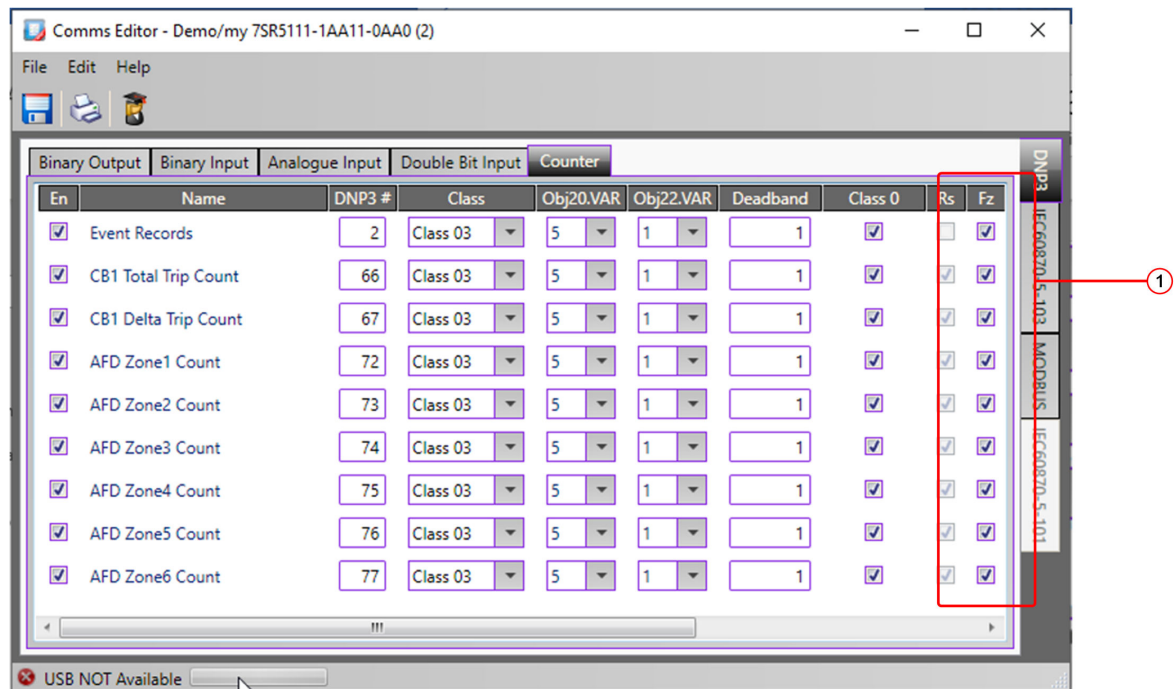 Comms Editor - Demo/my 7SR5111-1AA11-0AA0 (2)
File Edit Help
Binary Output Binary Input Analogue Input Double Bit Input Counter
En Name DNP3 # Class Obj20.VAR Obj22.VAR Deadband Class 0 Rs Fz
Event Records 2 Class 03 5 1 1
CB1 Total Trip Count 66 Class 03 5 1 1
CB1 Delta Trip Count 67 Class 03 5 1 1
AFD Zone1 Count 72 Class 03 5 1 1
AFD Zone2 Count 73 Class 03 5 1 1
AFD Zone3 Count 74 Class 03 5 1 1
AFD Zone4 Count 75 Class 03 5 1 1
AFD Zone5 Count 76 Class 03 5 1 1
AFD Zone6 Count 77 Class 03 5 1 1
DNP3
IEC60870-5-103
MODBUS
IEC60870-5-101
1
USB NOT Available